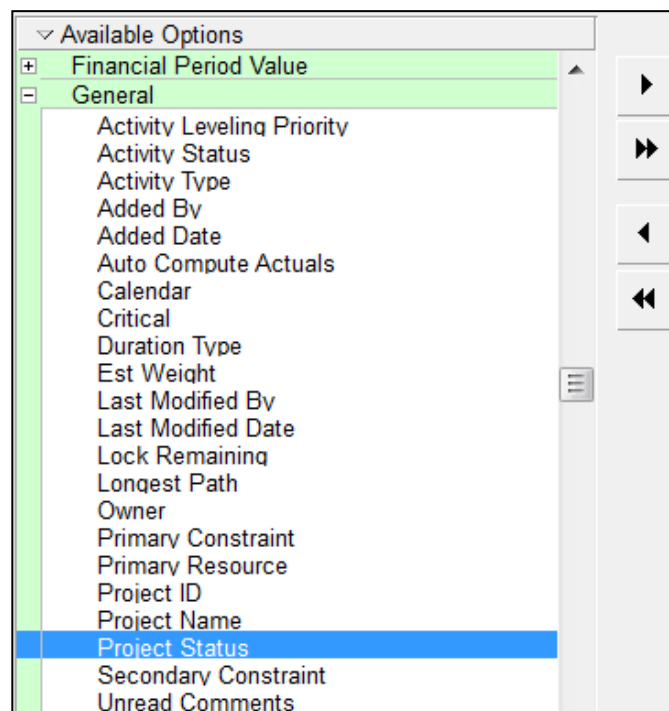 Available Options
Financial Period Value
General
Activity Leveling Priority
Activity Status
Activity Type
Added By
Added Date
Auto Compute Actuals
Calendar
Critical
Duration Type
Est Weight
Last Modified By
Last Modified Date
Lock Remaining
Longest Path
Owner
Primary Constraint
Primary Resource
Project ID
Project Name
Project Status
Secondary Constraint
Unread Comments